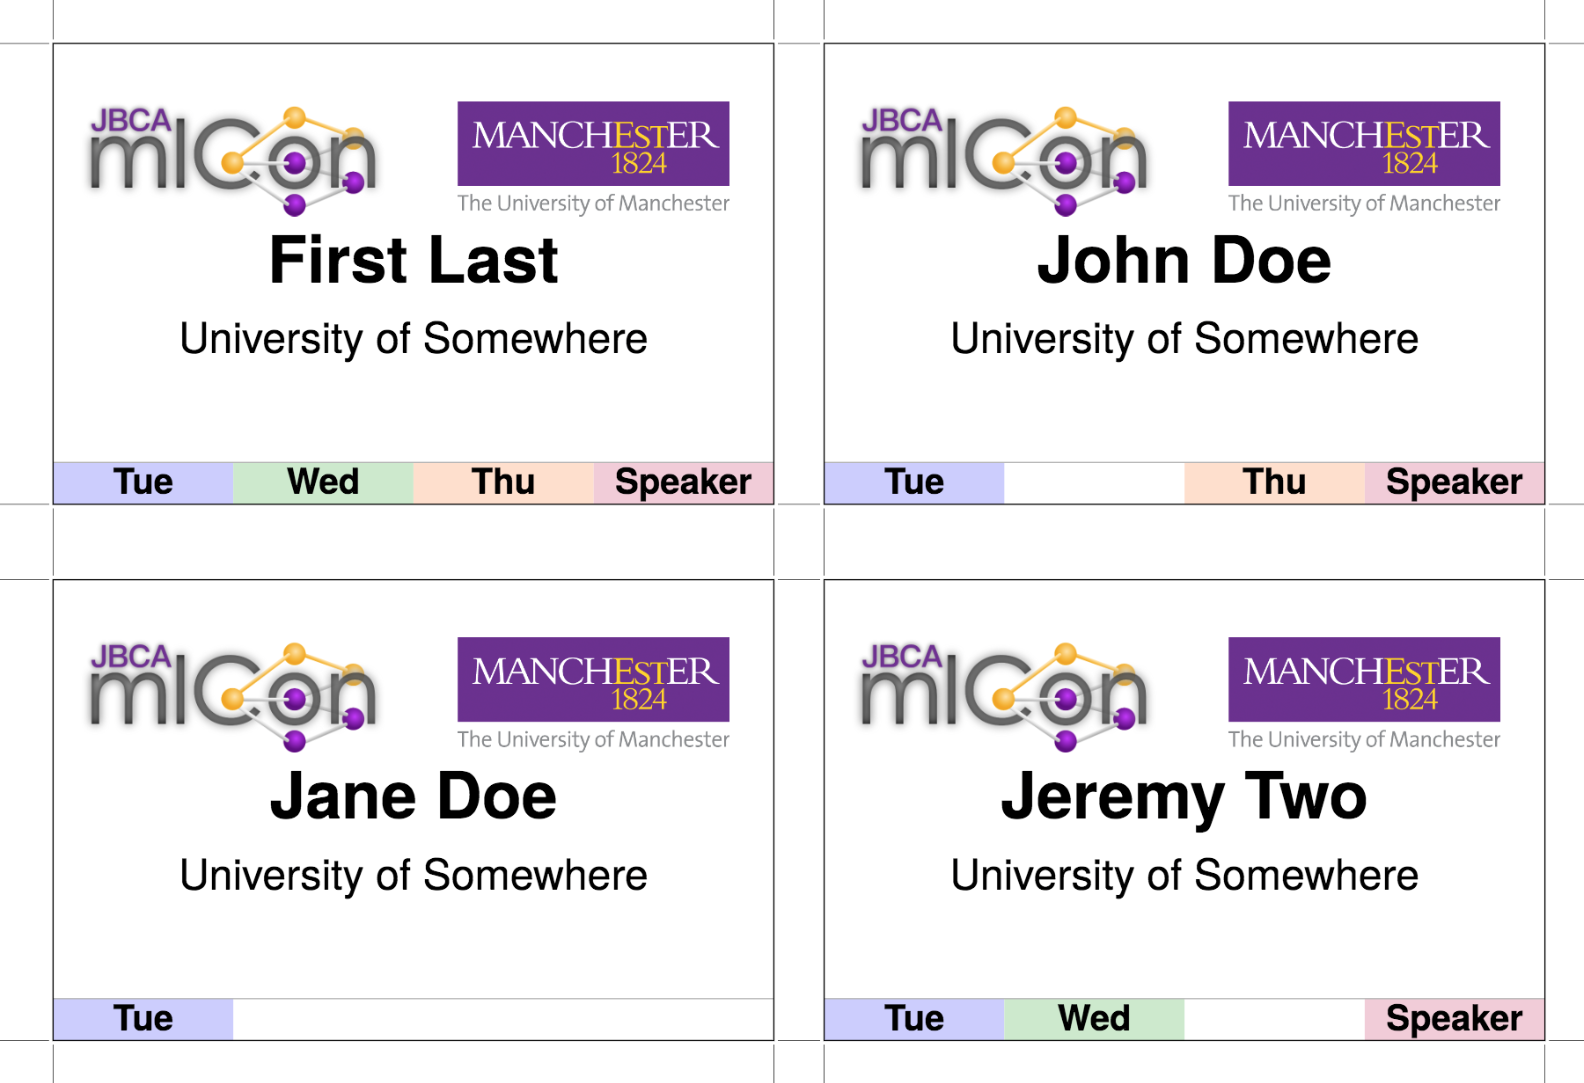 JBCA
mICon
MANCHEsTER
1824
The University of Manchester
First Last
University of Somewhere
Tue Wed Thu Speaker
JBCA
mICon
MANCHEsTER
1824
The University of Manchester
John Doe
University of Somewhere
Tue Thu Speaker
JBCA
mICon
MANCHEsTER
1824
The University of Manchester
Jane Doe
University of Somewhere
Tue
JBCA
mICon
MANCHEsTER
1824
The University of Manchester
Jeremy Two
University of Somewhere
Tue Wed Speaker